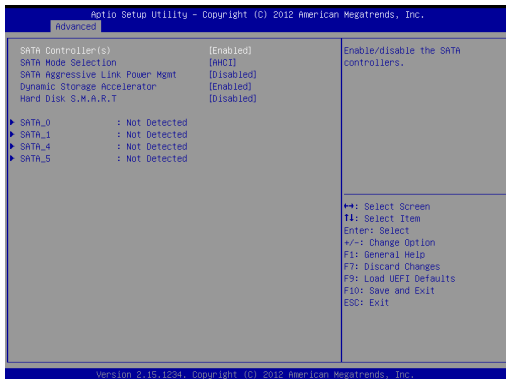 Aptio Setup Utility – Copyright (C) 2012 American Megatrends, Inc.
Advanced
SATA Controller(s) [Enabled]
SATA Mode Selection [AHCI]
SATA Aggressive Link Power Mgmt [Disabled]
Dynamic Storage Accelerator [Enabled]
Hard Disk S.M.A.R.T [Disabled]
SATA_0 : Not Detected
SATA_1 : Not Detected
SATA_4 : Not Detected
SATA_5 : Not Detected
Enable/disable the SATA
controllers.
↔: Select Screen
↑↓: Select Item
Enter: Select
+/-: Change Option
F1: General Help
F7: Discard Changes
F9: Load UEFI Defaults
F10: Save and Exit
ESC: Exit
Version 2.15.1234. Copyright (C) 2012 American Megatrends, Inc.